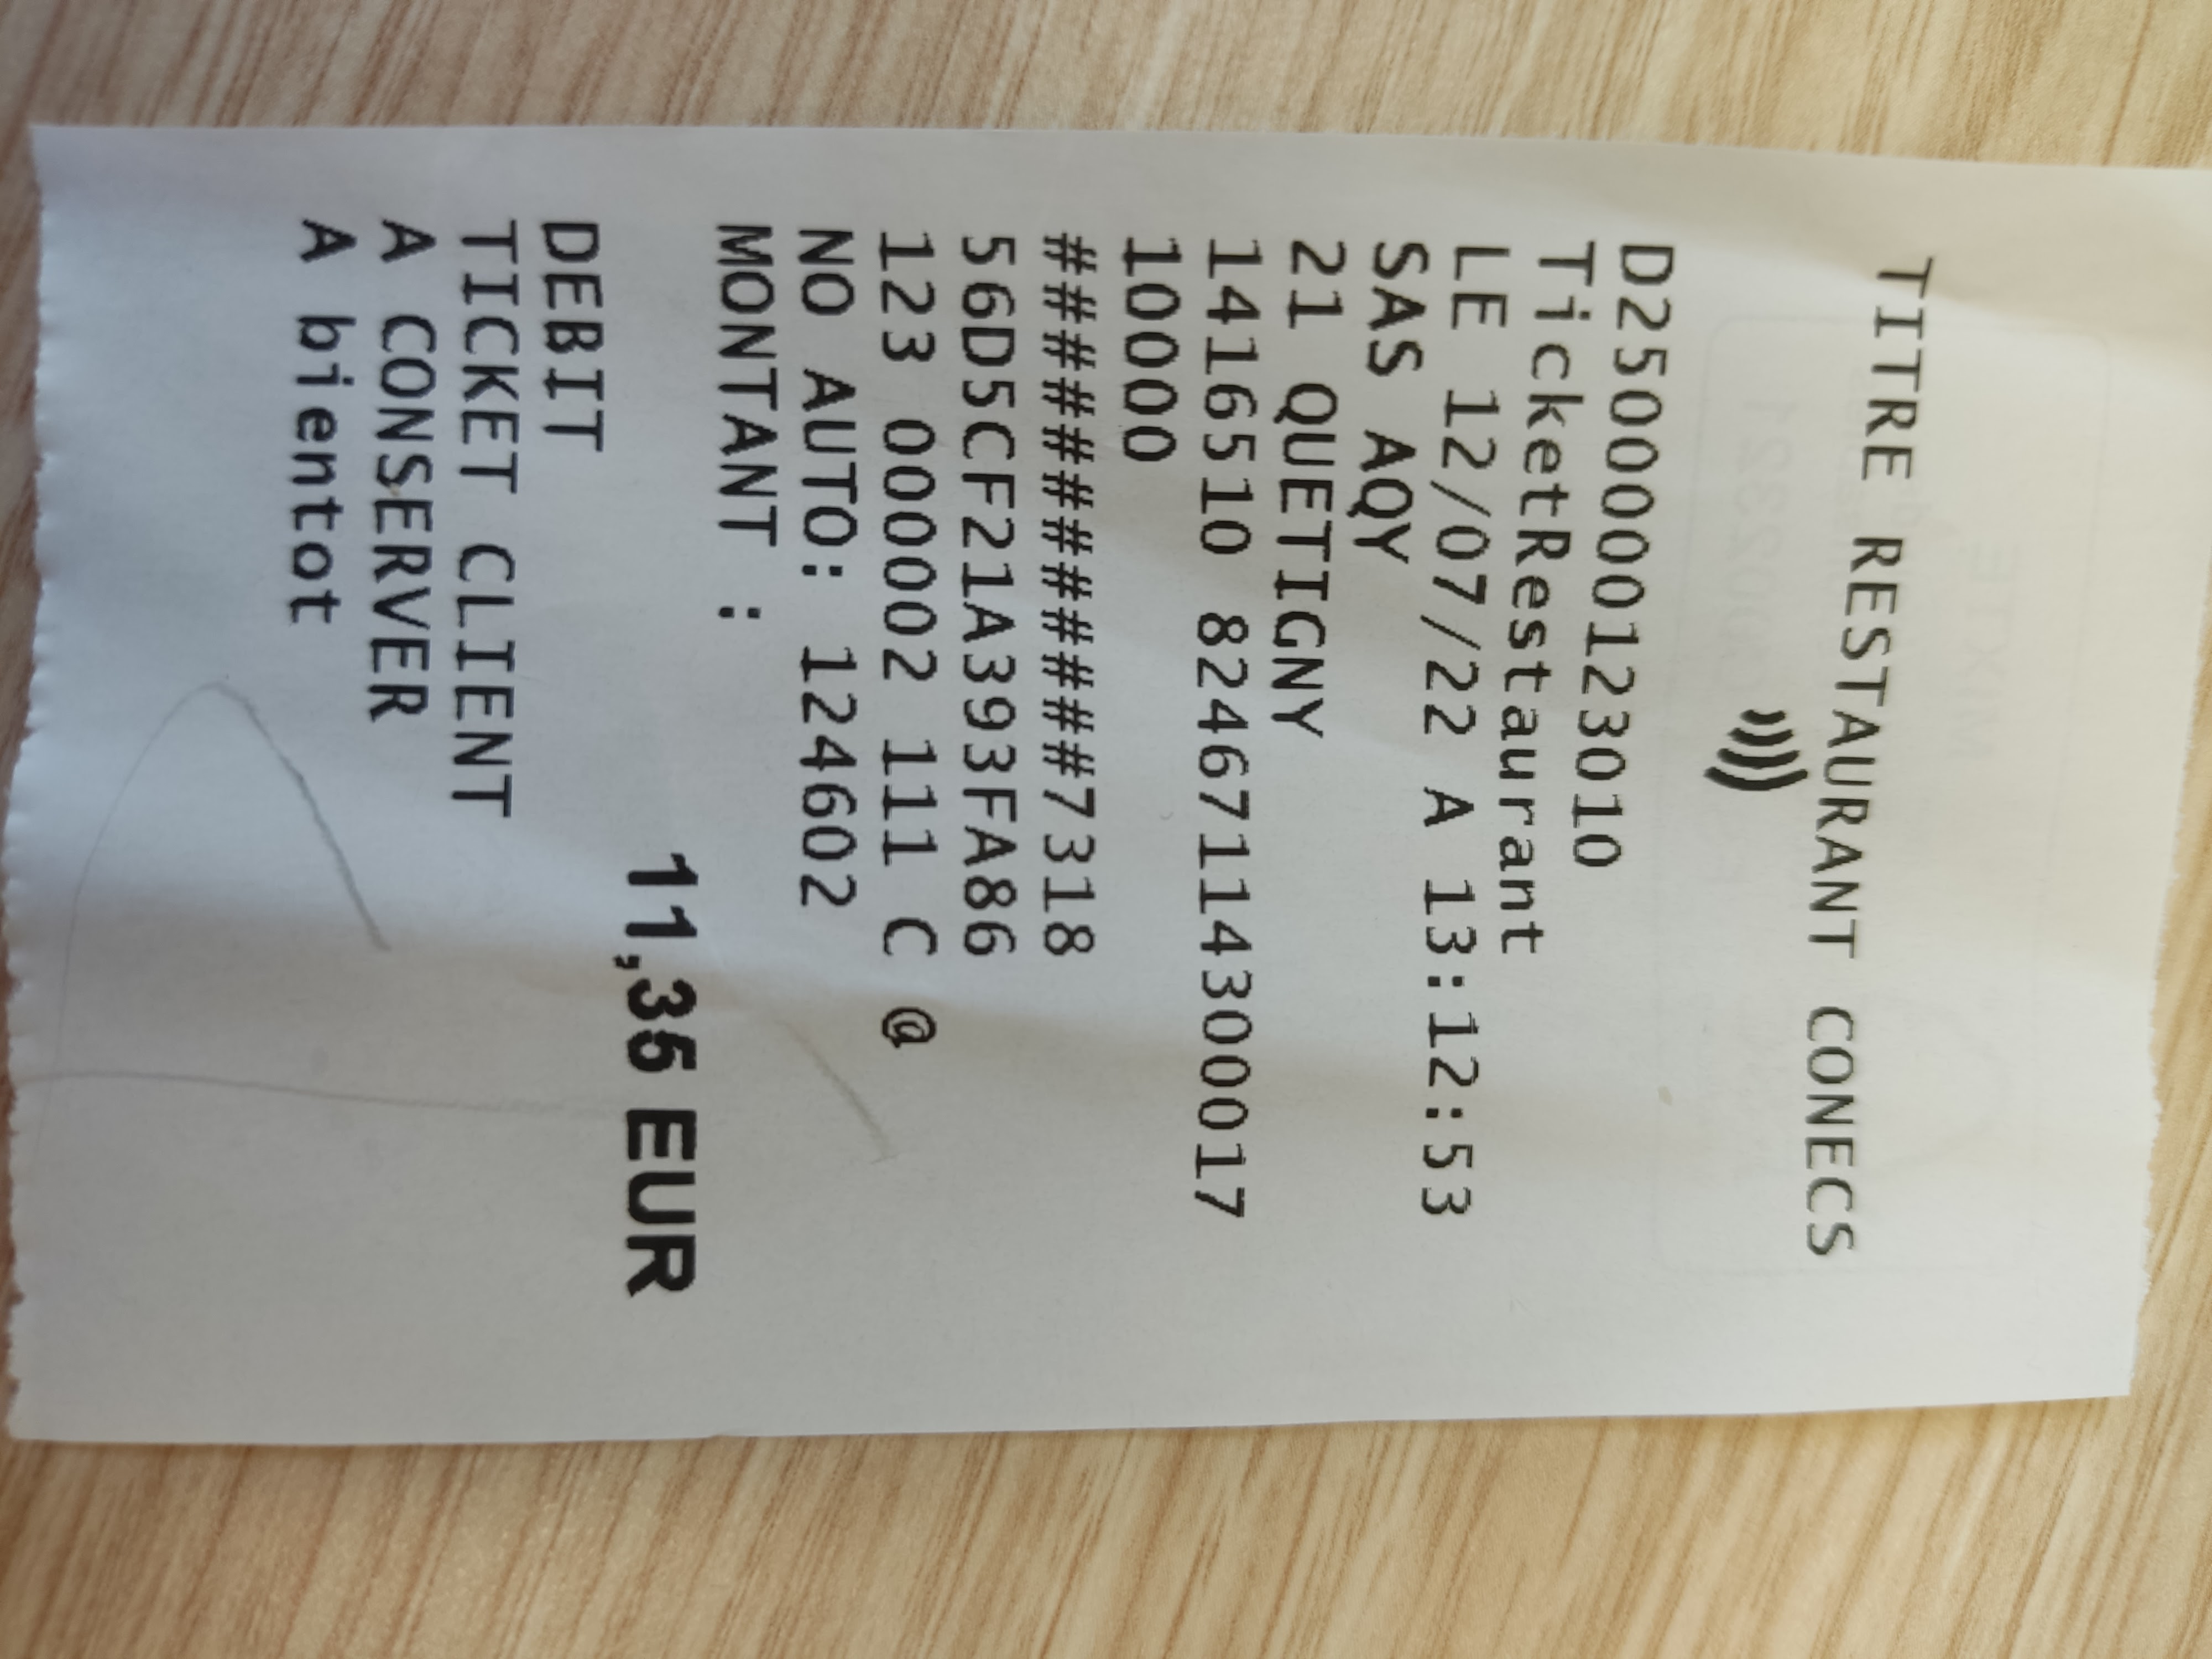 TITRE RESTAURANT CONECS
D2500000123010
TicketRestaurant
LE 12/07/22 A 13:12:53
SAS AQY
21 QUETIGNY
1416510 82467114300017
10000
############7318
56D5CF21A393FA86
123 000002 111 C @
NO AUTO: 124602
MONTANT :
11,35 EUR
DEBIT
TICKET CLIENT
A CONSERVER
A bientot